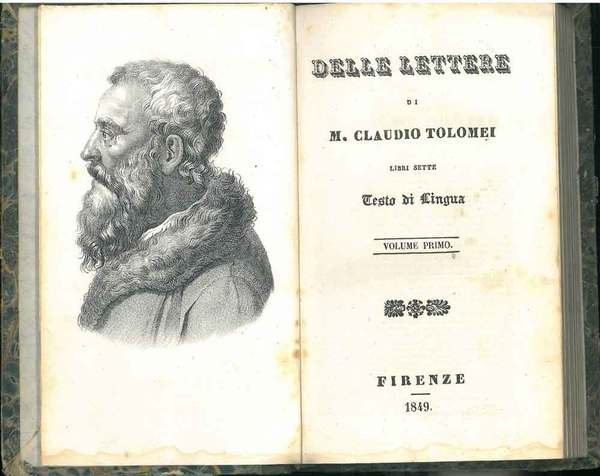 DELLE LETTERE
DI
M. CLAUDIO TOLOMEI
LIBRI SETTE
Testo di Lingua
VOLUME PRIMO.
FIRENZE
1849.